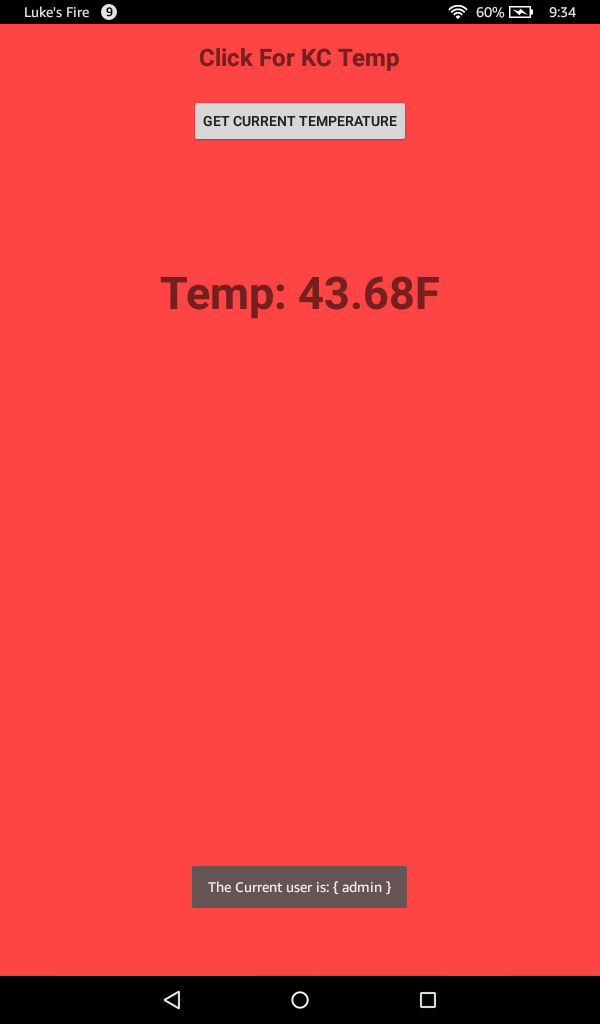 Luke's Fire 9 60% 9:34
Click For KC Temp
GET CURRENT TEMPERATURE
Temp: 43.68F
The Current user is: { admin }